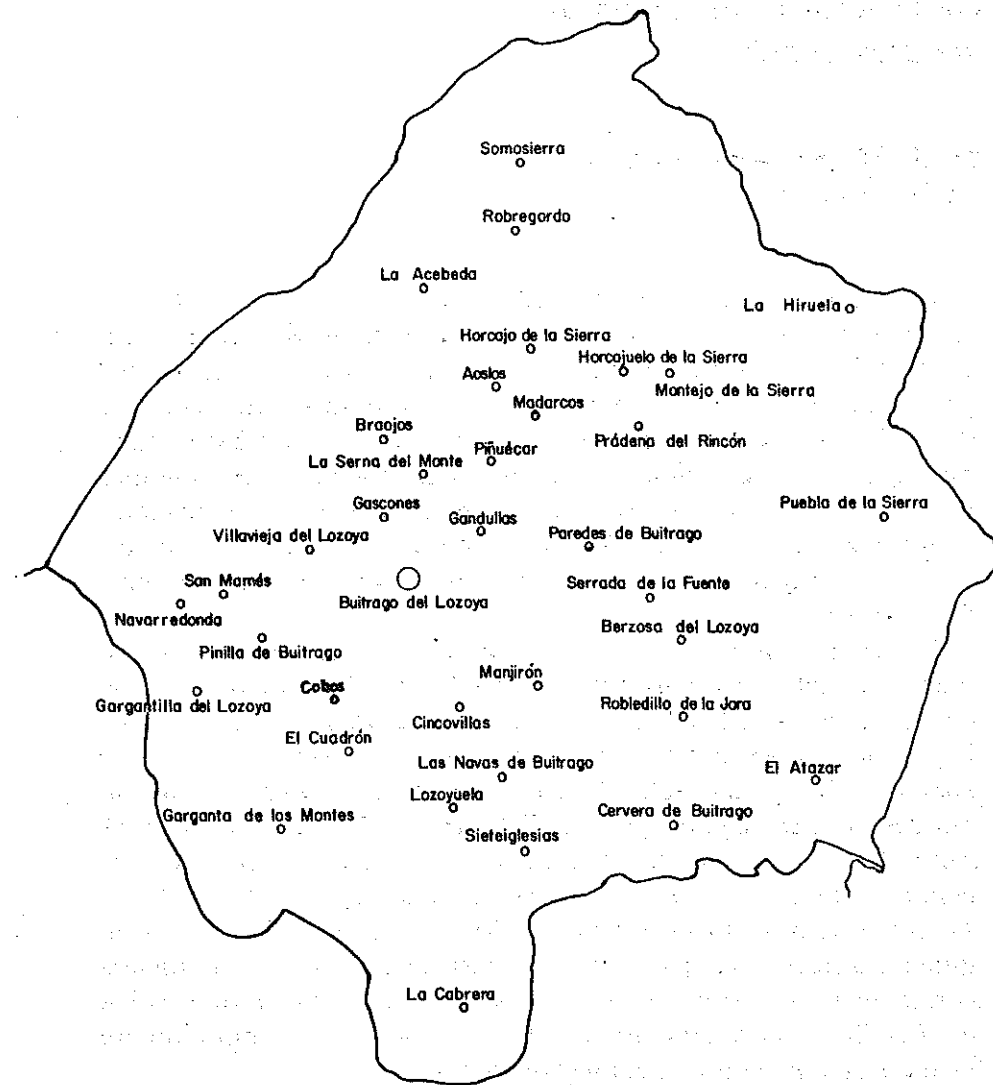 Somosierra
Robregordo
La Acebeda
La Hiruela
Horcajo de la Sierra
Horcajuelo de la Sierra
Aoslos
Montejo de la Sierra
Madarcos
Braojos
Prádena del Rincón
Piñuécar
La Serna del Monte
Gascones
Puebla de la Sierra
Gandullas
Villavieja del Lozoya
Paredes de Buitrago
San Mamés
Serrada de la Fuente
Buitrago del Lozoya
Navarredonda
Berzosa del Lozoya
Pinilla de Buitrago
Manjirón
Cobos
Gargantilla del Lozoya
Robledillo de la Jara
Cincovillas
El Cuadrón
Las Navas de Buitrago
El Atazar
Lozoyuela
Garganta de los Montes
Cervera de Buitrago
Sieteiglesias
La Cabrera